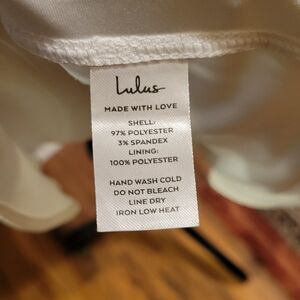 Lulus
MADE WITH LOVE
SHELL:
97% POLYESTER
3% SPANDEX
LINING:
100% POLYESTER
HAND WASH COLD
DO NOT BLEACH
LINE DRY
IRON LOW HEAT